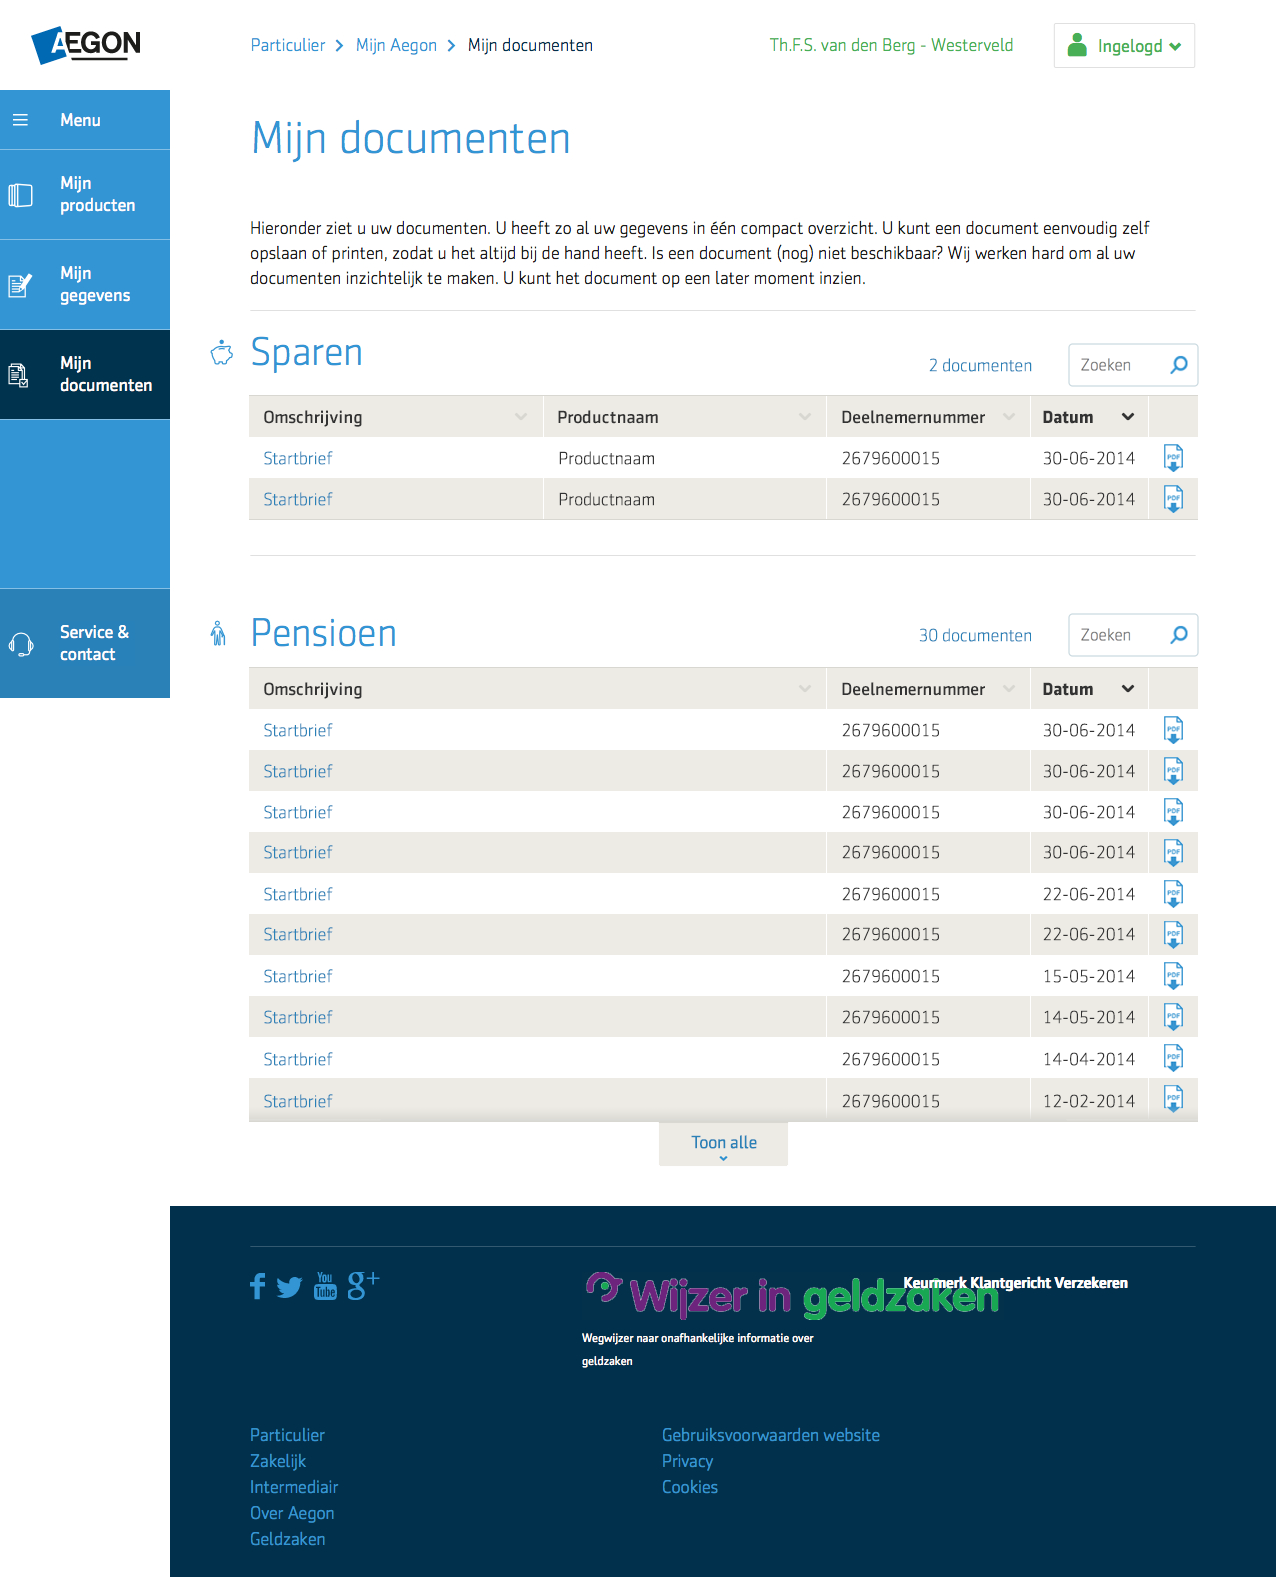 AEGON
Particulier > Mijn Aegon > Mijn documenten
Th.F.S. van den Berg - Westerveld
Ingelogd
Menu
Mijn
producten
Mijn
gegevens
Mijn
documenten
Service &
contact
Mijn documenten
Hieronder ziet u uw documenten. U heeft zo al uw gegevens in één compact overzicht. U kunt een document eenvoudig zelf
opslaan of printen, zodat u het altijd bij de hand heeft. Is een document (nog) niet beschikbaar? Wij werken hard om al uw
documenten inzichtelijk te maken. U kunt het document op een later moment inzien.
Sparen
2 documenten
Zoeken
Omschrijving Productnaam Deelnemernummer Datum
Startbrief Productnaam 2679600015 30-06-2014 PDF
Startbrief Productnaam 2679600015 30-06-2014 PDF
Pensioen
30 documenten
Zoeken
Omschrijving Deelnemernummer Datum
Startbrief 2679600015 30-06-2014 PDF
Startbrief 2679600015 30-06-2014 PDF
Startbrief 2679600015 30-06-2014 PDF
Startbrief 2679600015 30-06-2014 PDF
Startbrief 2679600015 22-06-2014 PDF
Startbrief 2679600015 22-06-2014 PDF
Startbrief 2679600015 15-05-2014 PDF
Startbrief 2679600015 14-05-2014 PDF
Startbrief 2679600015 14-04-2014 PDF
Startbrief 2679600015 12-02-2014 PDF
Toon alle
f You Tube g+
Wijzer in geldzaken
Keurmerk Klantgericht Verzekeren
Wegwijzer naar onafhankelijke informatie over
geldzaken
Particulier
Zakelijk
Intermediair
Over Aegon
Geldzaken
Gebruiksvoorwaarden website
Privacy
Cookies